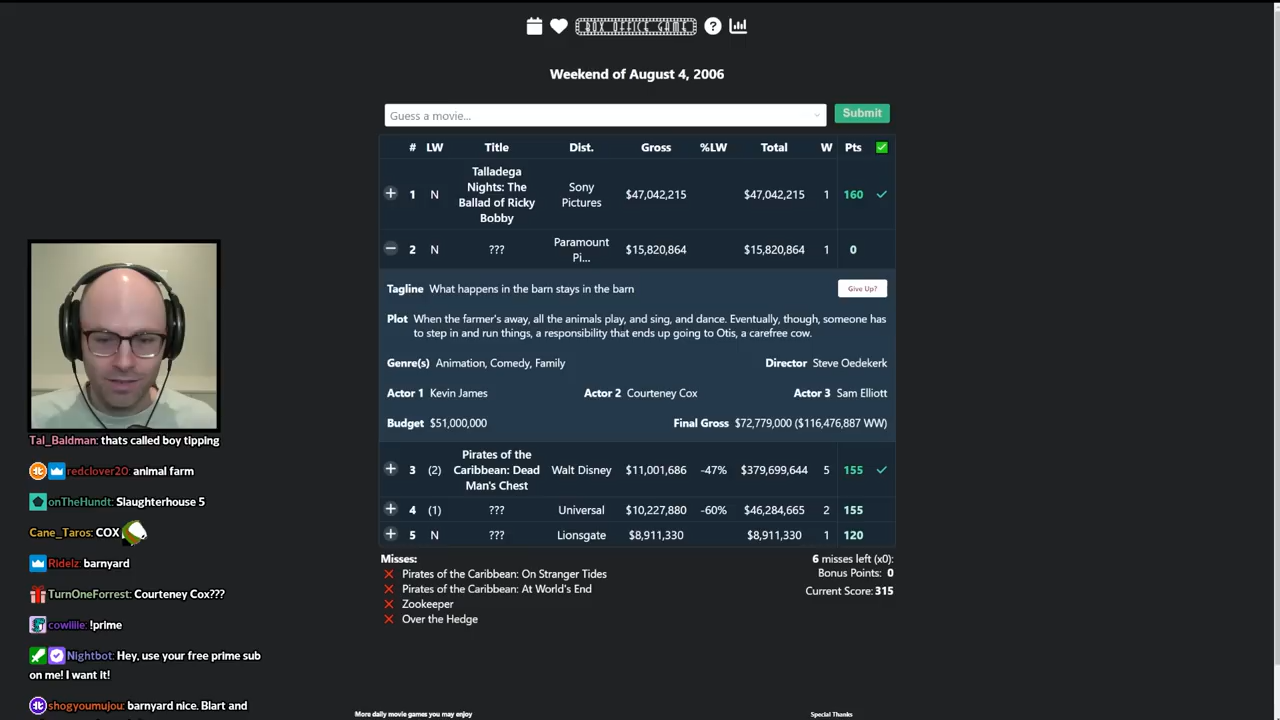 BOX OFFICE GAME
Weekend of August 4, 2006
Guess a movie...
Submit
# LW Title Dist. Gross %LW Total W Pts
1 N Talladega Nights: The Ballad of Ricky Bobby Sony Pictures $47,042,215 $47,042,215 1 160
2 N ??? Paramount Pi... $15,820,864 $15,820,864 1 0
Tagline What happens in the barn stays in the barn
Give Up?
Plot When the farmer's away, all the animals play, and sing, and dance. Eventually, though, someone has
to step in and run things, a responsibility that ends up going to Otis, a carefree cow.
Genre(s) Animation, Comedy, Family Director Steve Oedekerk
Actor 1 Kevin James Actor 2 Courteney Cox Actor 3 Sam Elliott
Budget $51,000,000 Final Gross $72,779,000 ($116,476,887 WW)
3 (2) Pirates of the Caribbean: Dead Man's Chest Walt Disney $11,001,686 -47% $379,699,644 5 155
4 (1) ??? Universal $10,227,880 -60% $46,284,665 2 155
5 N ??? Lionsgate $8,911,330 $8,911,330 1 120
Misses:
Pirates of the Caribbean: On Stranger Tides
Pirates of the Caribbean: At World's End
Zookeeper
Over the Hedge
6 misses left (x0):
Bonus Points: 0
Current Score: 315
Tal_Baldman: thats called boy tipping
redclover20: animal farm
onTheHundt: Slaughterhouse 5
Cane_Taros: COX
Ridelz: barnyard
TurnOneForrest: Courteney Cox???
cowlllie: !prime
Nightbot: Hey, use your free prime sub
on me! I want it!
shogyoumujou: barnyard nice. Blart and
More daily movie games you may enjoy
Special Thanks